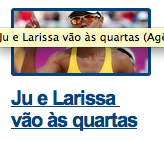 Ju e Larissa vão às quartas (Agê
Ju e Larissa
vão às quartas